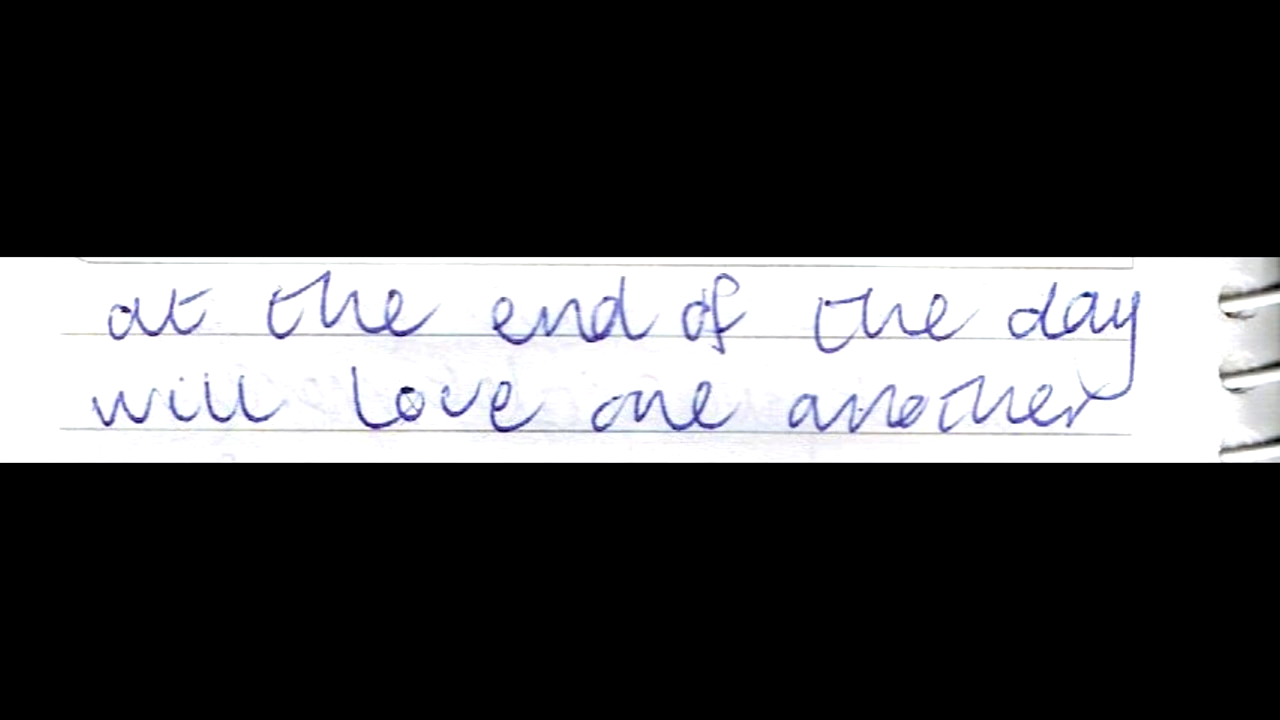 at the end of the day
will love one another